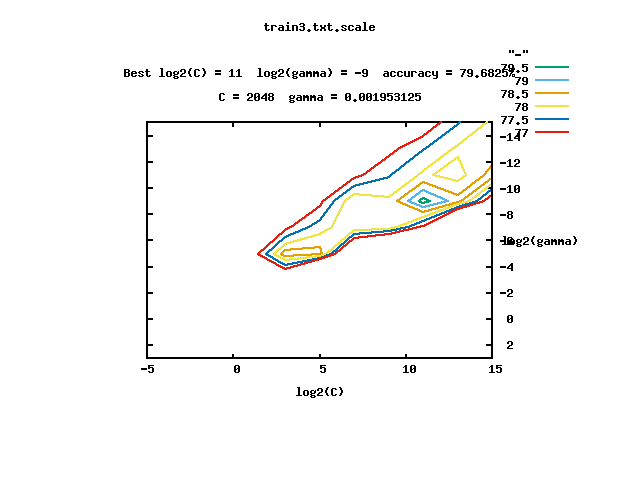 train3.txt.scale
"-"
Best log2(C) = 11 log2(gamma) = -9 accuracy = 79.6825%
79.5
79
78.5
78
77.5
77
C = 2048 gamma = 0.001953125
-14
-12
-10
-8
-6
log2(gamma)
-4
-2
0
2
-5 0 5 10 15
log2(C)